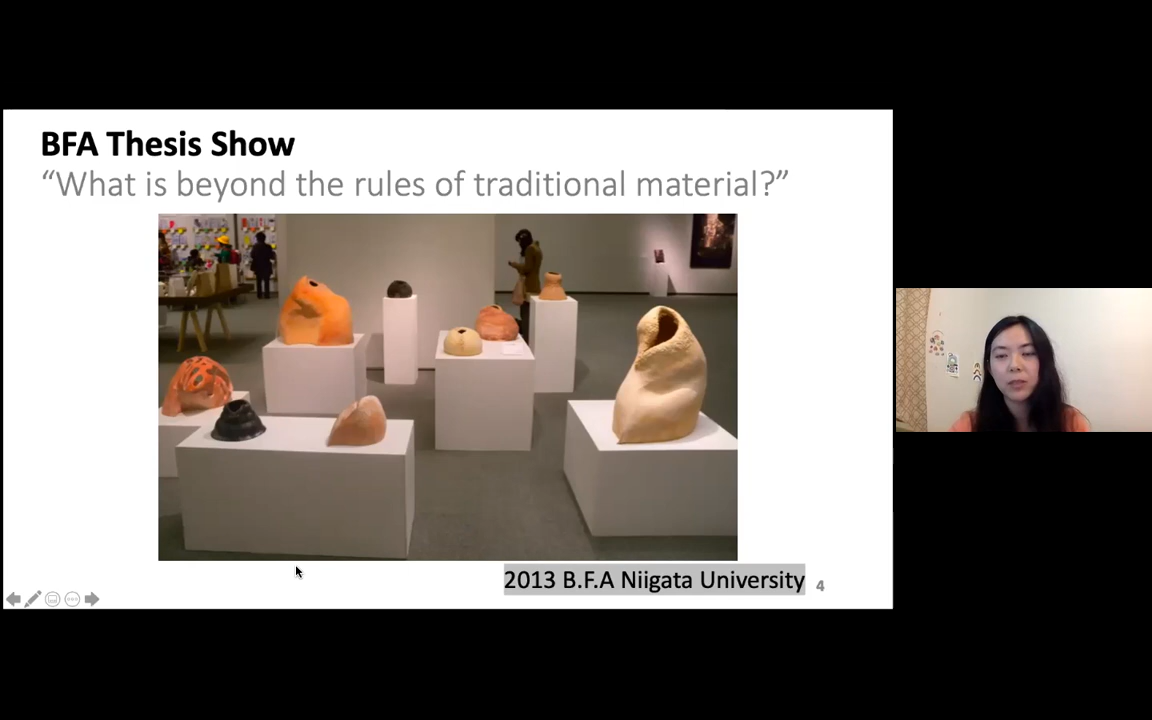 BFA Thesis Show
“What is beyond the rules of traditional material?”
2013 B.F.A Niigata University
4